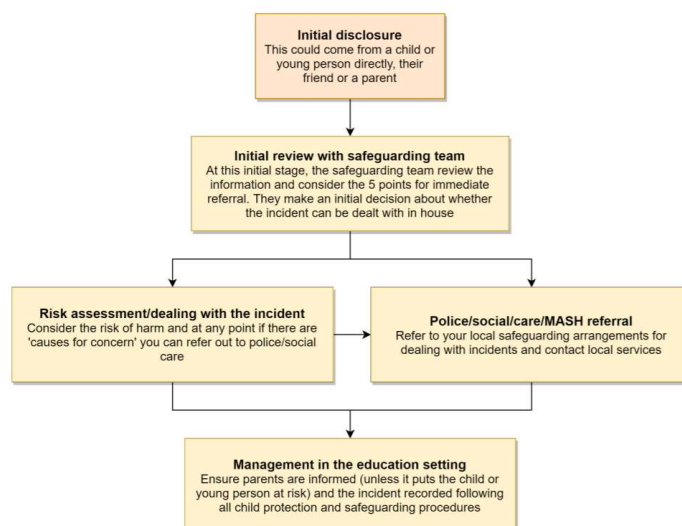 Initial disclosure
This could come from a child or
young person directly, their
friend or a parent
Initial review with safeguarding team
At this initial stage, the safeguarding team review the
information and consider the 5 points for immediate
referral. They make an initial decision about whether
the incident can be dealt with in house
Risk assessment/dealing with the incident
Consider the risk of harm and at any point if there are
'causes for concern' you can refer out to police/social
care
Police/social/care/MASH referral
Refer to your local safeguarding arrangements for
dealing with incidents and contact local services
Management in the education setting
Ensure parents are informed (unless it puts the child or
young person at risk) and the incident recorded following
all child protection and safeguarding procedures